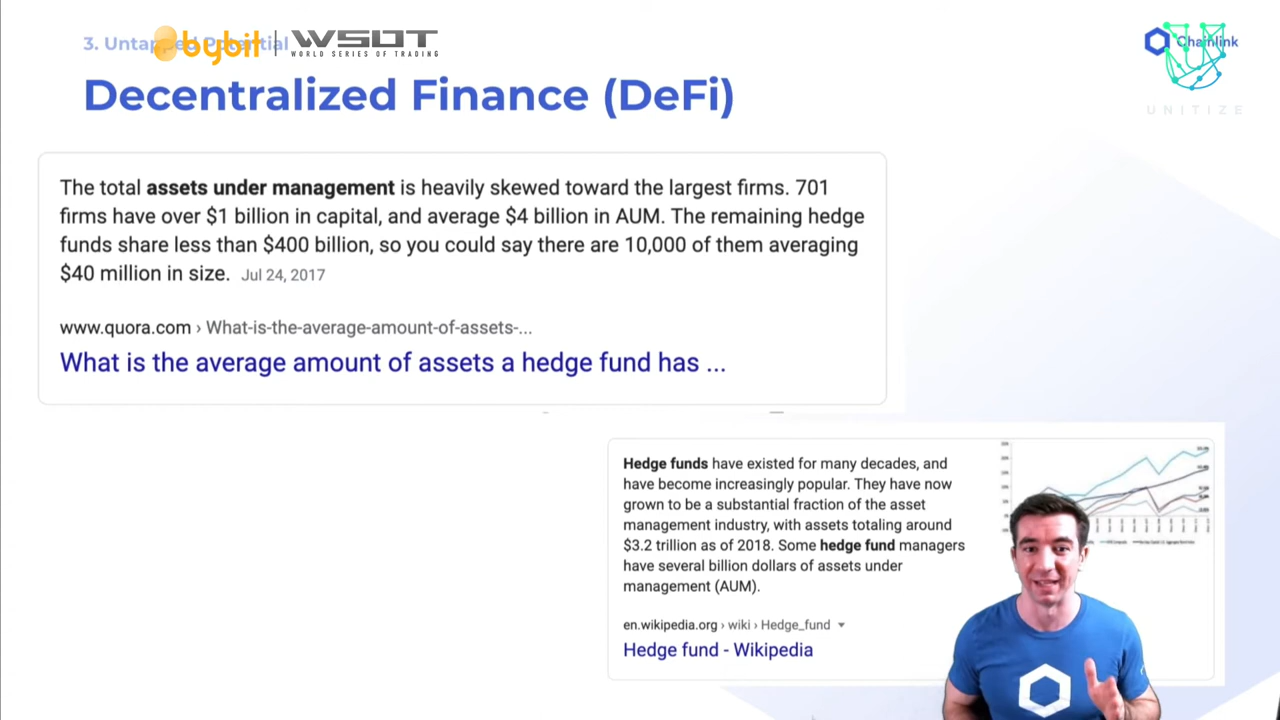 3. Untapped Potential
bybit | WSOT
WORLD SERIES OF TRADING
Chainlink
UNITIZE
Decentralized Finance (DeFi)
The total assets under management is heavily skewed toward the largest firms. 701
firms have over $1 billion in capital, and average $4 billion in AUM. The remaining hedge
funds share less than $400 billion, so you could say there are 10,000 of them averaging
$40 million in size. Jul 24, 2017
www.quora.com › What-is-the-average-amount-of-assets-...
What is the average amount of assets a hedge fund has ...
Hedge funds have existed for many decades, and
have become increasingly popular. They have now
grown to be a substantial fraction of the asset
management industry, with assets totaling around
$3.2 trillion as of 2018. Some hedge fund managers
have several billion dollars of assets under
management (AUM).
en.wikipedia.org › wiki › Hedge_fund
Hedge fund - Wikipedia